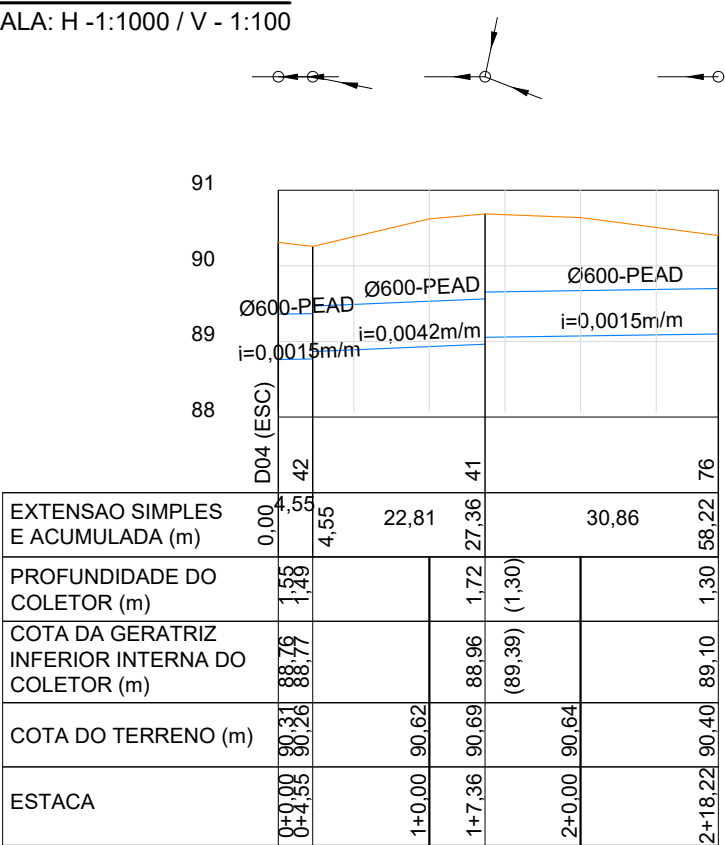 ALA: H -1:1000 / V - 1:100
91
90
89
88
Ø600-PEAD
Ø600-PEAD
Ø600-PEAD
i=0,0015m/m
i=0,0042m/m
i=0,0015m/m
D04 (ESC)
42
41
76
EXTENSAO SIMPLES
E ACUMULADA (m)
0,00
4,55
4,55
22,81
27,36
30,86
58,22
PROFUNDIDADE DO
COLETOR (m)
1,55
1,49
1,72
(1,30)
1,30
COTA DA GERATRIZ
INFERIOR INTERNA DO
COLETOR (m)
88,76
88,77
88,96
(89,39)
89,10
COTA DO TERRENO (m)
90,31
90,26
90,62
90,69
90,64
90,40
ESTACA
0+0,00
0+4,55
1+0,00
1+7,36
2+0,00
2+18,22